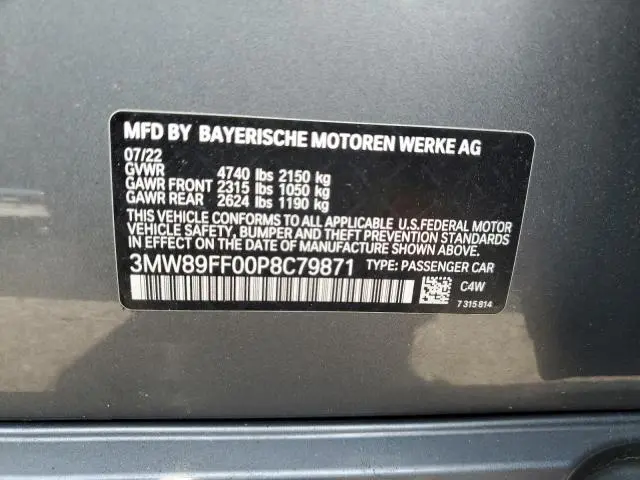 MFD BY BAYERISCHE MOTOREN WERKE AG
07/22
GVWR 4740 lbs 2150 kg
GAWR FRONT 2315 lbs 1050 kg
GAWR REAR 2624 lbs 1190 kg
THIS VEHICLE CONFORMS TO ALL APPLICABLE U.S.FEDERAL MOTOR
VEHICLE SAFETY, BUMPER AND THEFT PREVENTION STANDARDS
IN EFFECT ON THE DATE OF MANUFACTURE SHOWN ABOVE.
3MW89FF00P8C79871 TYPE: PASSENGER CAR
C4W
7 315 814